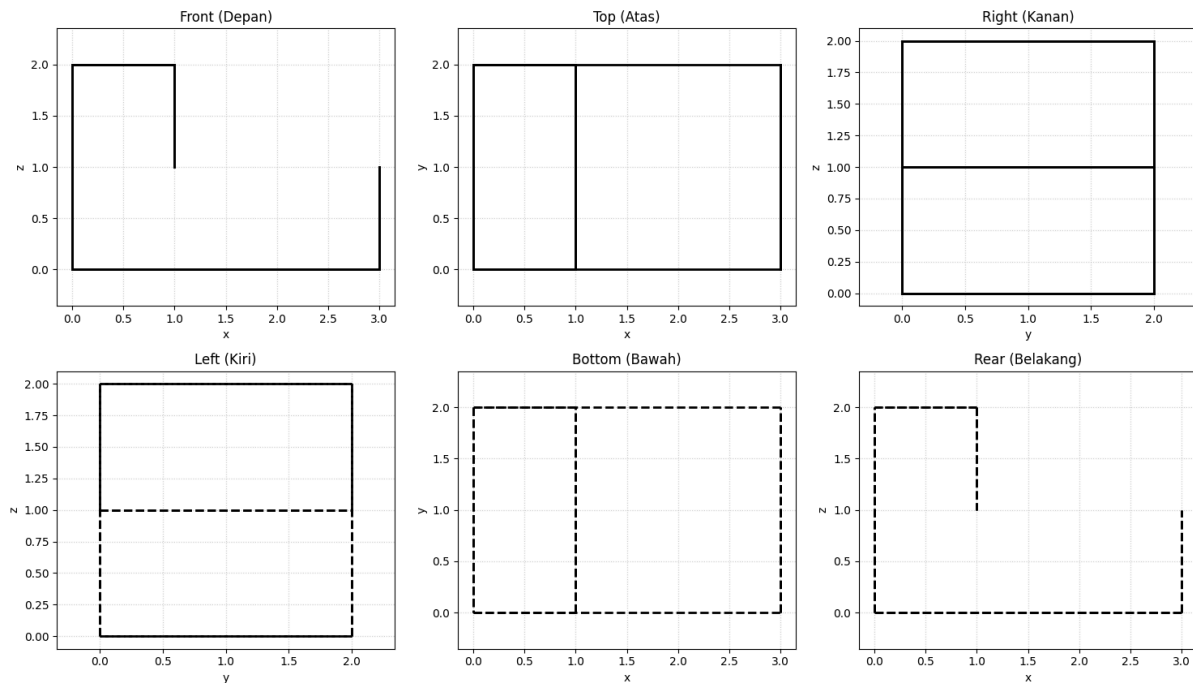 Front (Depan)
2.0
1.5
1.0
0.5
0.0
z
0.0 0.5 1.0 1.5 2.0 2.5 3.0
x
Top (Atas)
2.0
1.5
1.0
0.5
0.0
y
0.0 0.5 1.0 1.5 2.0 2.5 3.0
x
Right (Kanan)
2.00
1.75
1.50
1.25
1.00
0.75
0.50
0.25
0.00
z
0.0 0.5 1.0 1.5 2.0
y
Left (Kiri)
2.00
1.75
1.50
1.25
1.00
0.75
0.50
0.25
0.00
z
0.0 0.5 1.0 1.5 2.0
y
Bottom (Bawah)
2.0
1.5
1.0
0.5
0.0
y
0.0 0.5 1.0 1.5 2.0 2.5 3.0
x
Rear (Belakang)
2.0
1.5
1.0
0.5
0.0
z
0.0 0.5 1.0 1.5 2.0 2.5 3.0
x